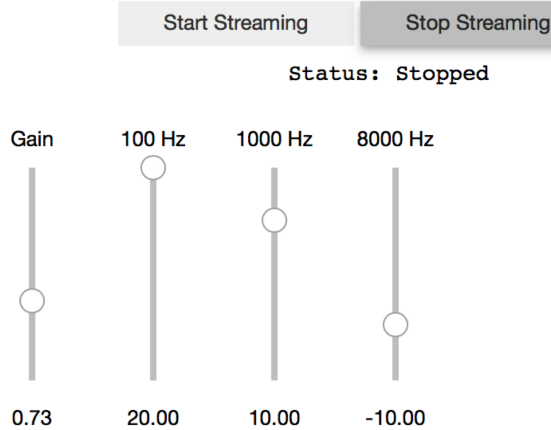 Start Streaming Stop Streaming
Status: Stopped
Gain 100 Hz 1000 Hz 8000 Hz
0.73 20.00 10.00 -10.00